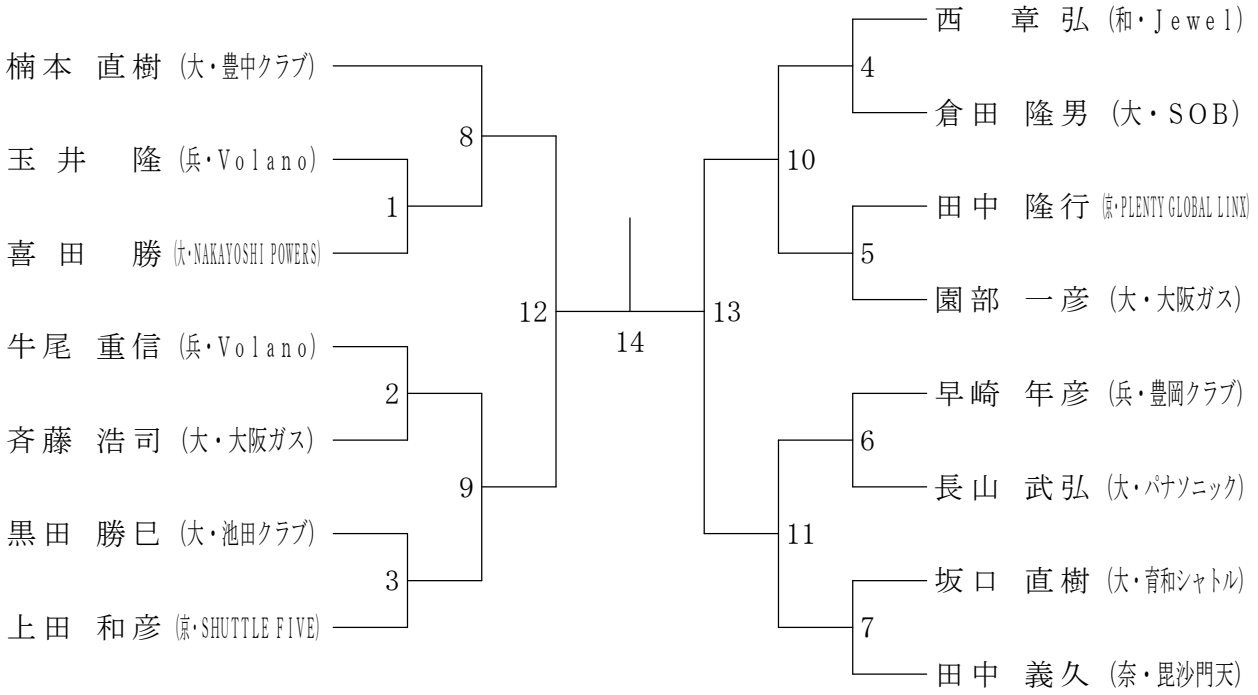 楠本 直樹 (大・豊中クラブ)
玉井 隆 (兵・Volano)
喜田 勝 (大・NAKAYOSHI POWERS)
牛尾 重信 (兵・Volano)
斉藤 浩司 (大・大阪ガス)
黒田 勝巳 (大・池田クラブ)
上田 和彦 (京・SHUTTLE FIVE)
1
2
3
8
9
12
14
13
10
11
4
5
6
7
西 章弘 (和・Jewel)
倉田 隆男 (大・SOB)
田中 隆行 (京・PLENTY GLOBAL LINX)
園部 一彦 (大・大阪ガス)
早崎 年彦 (兵・豊岡クラブ)
長山 武弘 (大・パナソニック)
坂口 直樹 (大・育和シャトル)
田中 義久 (奈・毘沙門天)